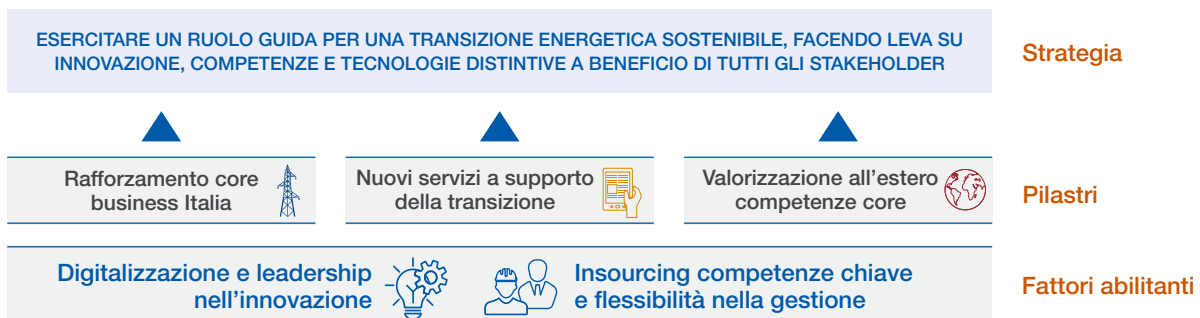 ESERCITARE UN RUOLO GUIDA PER UNA TRANSIZIONE ENERGETICA SOSTENIBILE, FACENDO LEVA SU
INNOVAZIONE, COMPETENZE E TECNOLOGIE DISTINTIVE A BENEFICIO DI TUTTI GLI STAKEHOLDER
Strategia
Rafforzamento core
business Italia
Nuovi servizi a supporto
della transizione
Valorizzazione all'estero
competenze core
Pilastri
Digitalizzazione e leadership
nell'innovazione
Insourcing competenze chiave
e flessibilità nella gestione
Fattori abilitanti